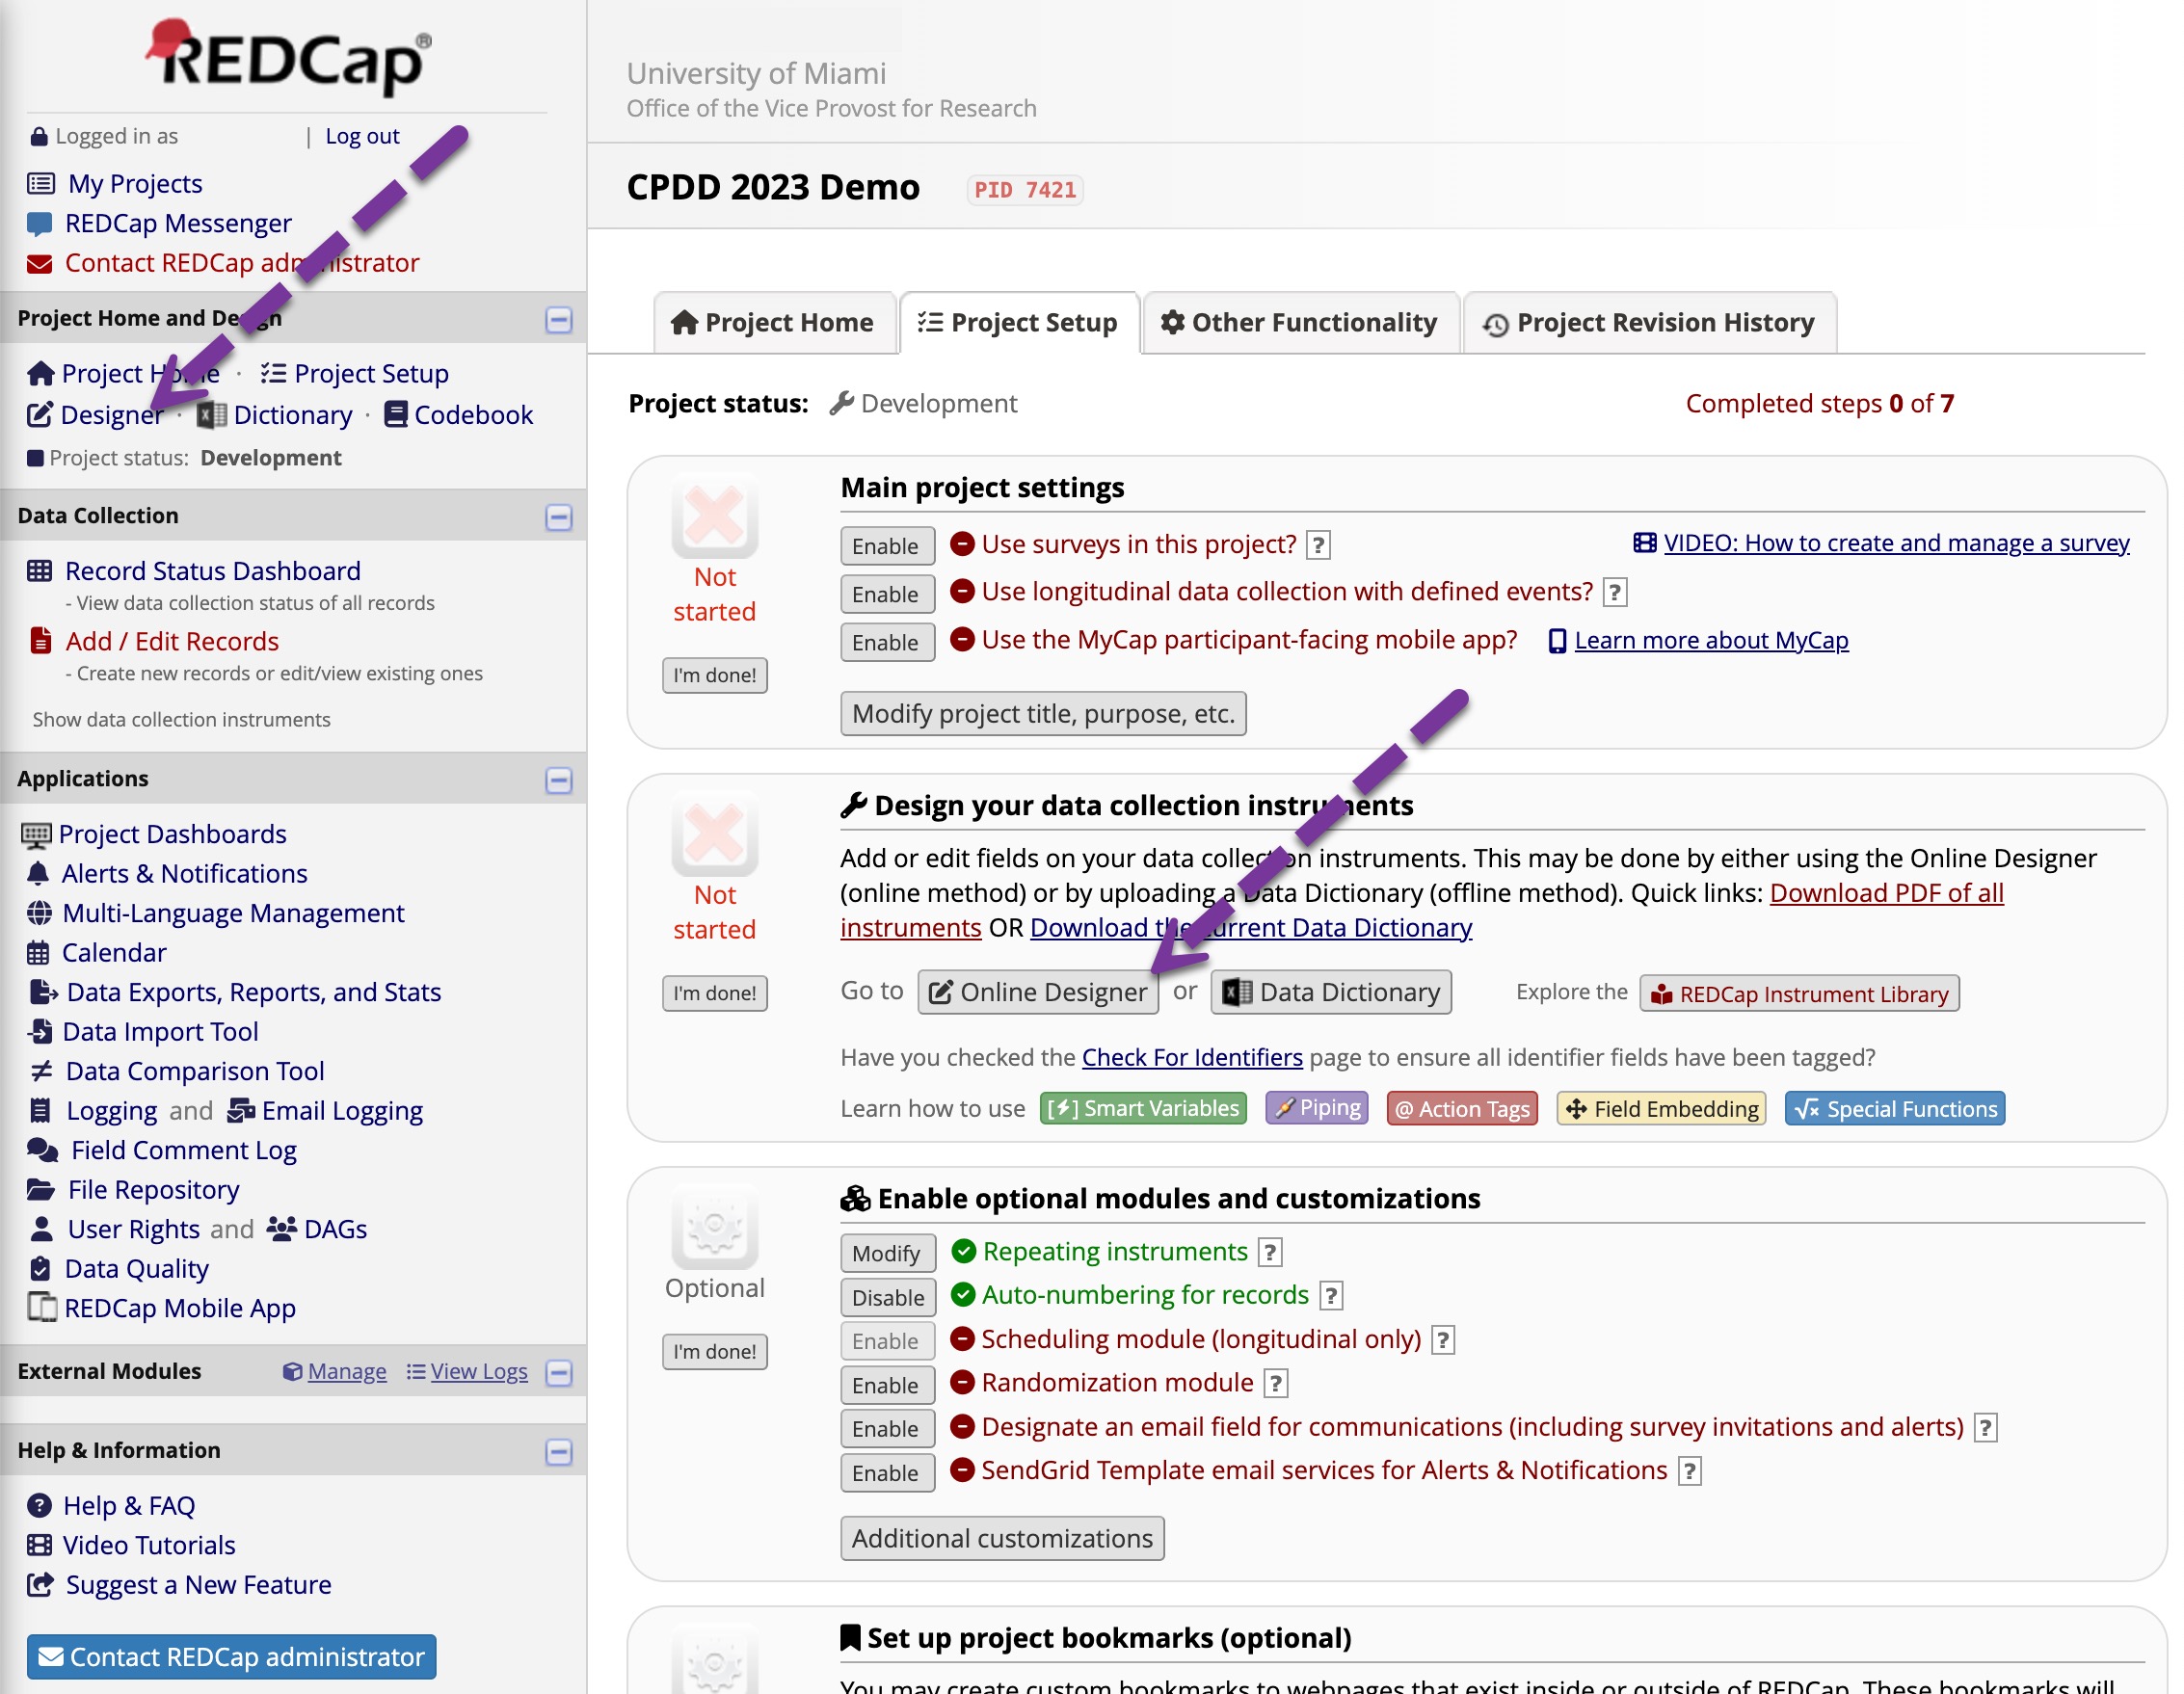 REDCap®
Logged in as | Log out
My Projects
REDCap Messenger
Contact REDCap administrator
Project Home and Design
Project Home · Project Setup
Designer · Dictionary · Codebook
Project status: Development
Data Collection
Record Status Dashboard
- View data collection status of all records
Add / Edit Records
- Create new records or edit/view existing ones
Show data collection instruments
Applications
Project Dashboards
Alerts & Notifications
Multi-Language Management
Calendar
Data Exports, Reports, and Stats
Data Import Tool
Data Comparison Tool
Logging and Email Logging
Field Comment Log
File Repository
User Rights and DAGs
Data Quality
REDCap Mobile App
External Modules Manage View Logs
Help & Information
Help & FAQ
Video Tutorials
Suggest a New Feature
Contact REDCap administrator
University of Miami
Office of the Vice Provost for Research
CPDD 2023 Demo PID 7421
Project Home Project Setup Other Functionality Project Revision History
Project status: Development Completed steps 0 of 7
Not
started
I'm done!
Main project settings
Enable Use surveys in this project? ? VIDEO: How to create and manage a survey
Enable Use longitudinal data collection with defined events? ?
Enable Use the MyCap participant-facing mobile app? Learn more about MyCap
Modify project title, purpose, etc.
Not
started
I'm done!
Design your data collection instruments
Add or edit fields on your data collection instruments. This may be done by either using the Online Designer
(online method) or by uploading a Data Dictionary (offline method). Quick links: Download PDF of all
instruments OR Download the current Data Dictionary
Go to Online Designer or Data Dictionary Explore the REDCap Instrument Library
Have you checked the Check For Identifiers page to ensure all identifier fields have been tagged?
Learn how to use [⚡] Smart Variables Piping @ Action Tags Field Embedding √x Special Functions
Optional
I'm done!
Enable optional modules and customizations
Modify Repeating instruments ?
Disable Auto-numbering for records ?
Enable Scheduling module (longitudinal only) ?
Enable Randomization module ?
Enable Designate an email field for communications (including survey invitations and alerts) ?
Enable SendGrid Template email services for Alerts & Notifications ?
Additional customizations
Set up project bookmarks (optional)
You may create custom bookmarks to webpages that exist inside or outside of REDCap. These bookmarks will